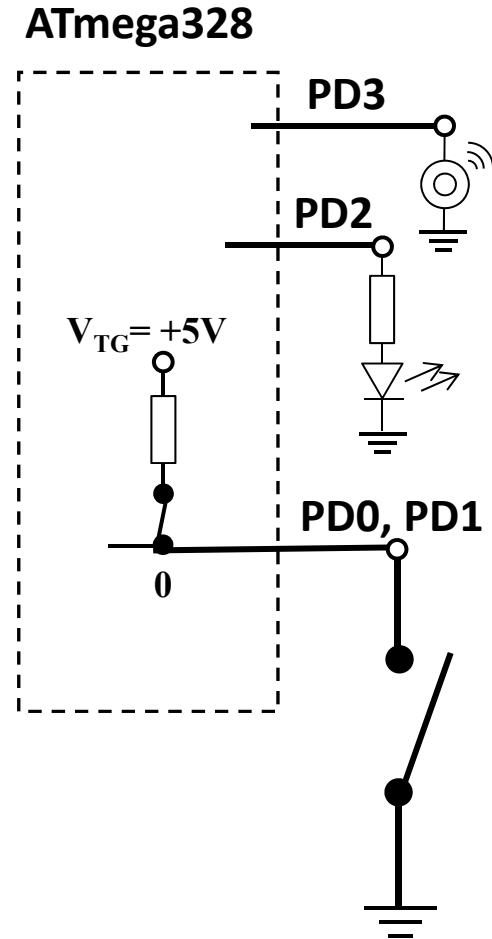 ATmega328
PD3
PD2
VTG= +5V
PD0, PD1
0